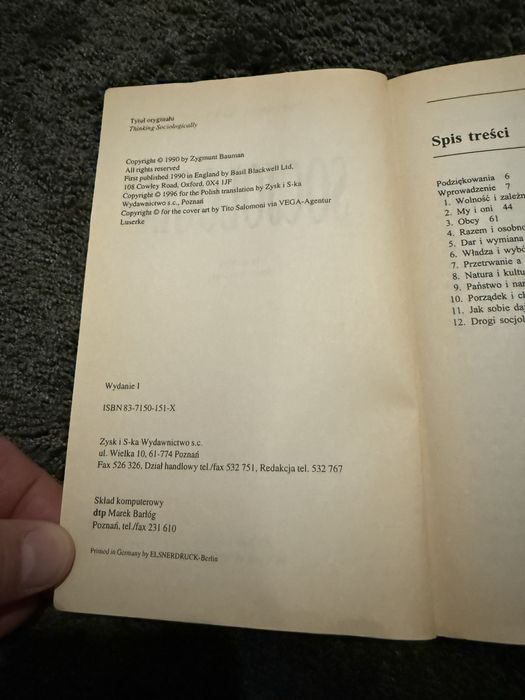 Tytuł oryginału
Thinking Sociologically
Copyright © 1990 by Zygmunt Bauman
All rights reserved
First published 1990 in England by Basil Blackwell Ltd,
108 Cowley Road, Oxford, OX4 1JF
Copyright © 1996 for the Polish translation by Zysk i S-ka
Wydawnictwo s.c., Poznań
Copyright © for the cover art by Tito Salomoni via VEGA-Agentur
Luserke
Wydanie I
ISBN 83-7150-151-X
Zysk i S-ka Wydawnictwo s.c.
ul. Wielka 10, 61-774 Poznań
Fax 526 326, Dział handlowy tel./fax 532 751, Redakcja tel. 532 767
Skład komputerowy
dtp Marek Barłóg
Poznań, tel./fax 231 610
Printed in Germany by ELSNERDRUCK-Berlin
Spis treści
Podziękowania 6
Wprowadzenie 7
1. Wolność i zależn
2. My i oni 44
3. Obcy 61
4. Razem i osobno
5. Dar i wymiana
6. Władza i wybó
7. Przetrwanie a
8. Natura i kultu
9. Państwo i nar
10. Porządek i ch
11. Jak sobie daj
12. Drogi socjol